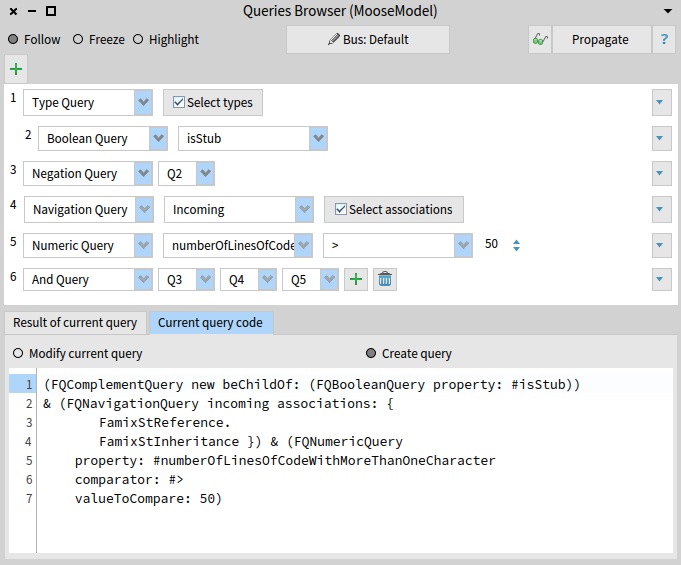 Queries Browser (MooseModel)
Follow Freeze Highlight Bus: Default Propagate ?
1 Type Query Select types
2 Boolean Query isStub
3 Negation Query Q2
4 Navigation Query Incoming Select associations
5 Numeric Query numberOfLinesOfCode > 50
6 And Query Q3 Q4 Q5
Result of current query Current query code
Modify current query Create query
1 (FQComplementQuery new beChildOf: (FQBooleanQuery property: #isStub))
2 & (FQNavigationQuery incoming associations: {
3 FamixStReference.
4 FamixStInheritance }) & (FQNumericQuery
5 property: #numberOfLinesOfCodeWithMoreThanOneCharacter
6 comparator: #>
7 valueToCompare: 50)